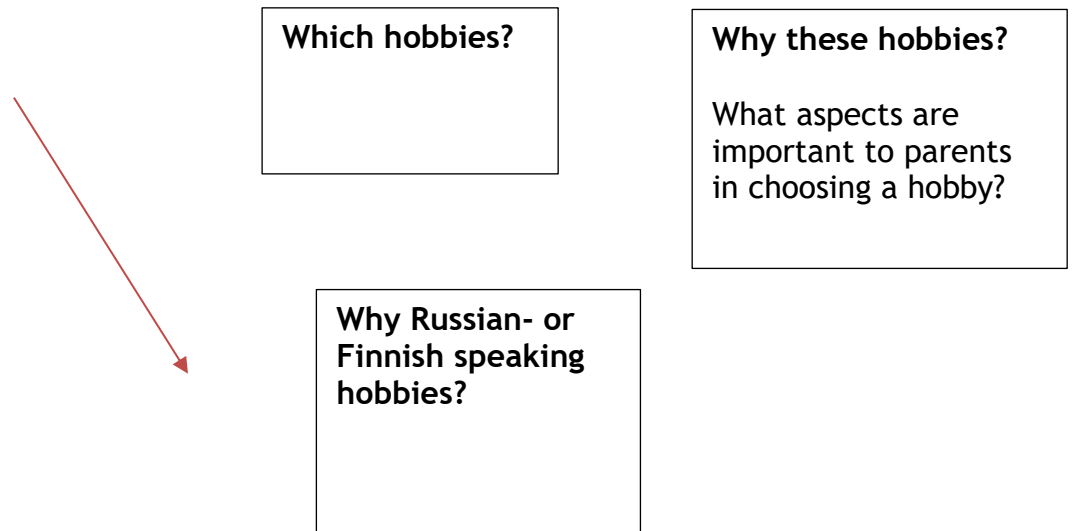 Which hobbies?
Why these hobbies?
What aspects are
important to parents
in choosing a hobby?
Why Russian- or
Finnish speaking
hobbies?